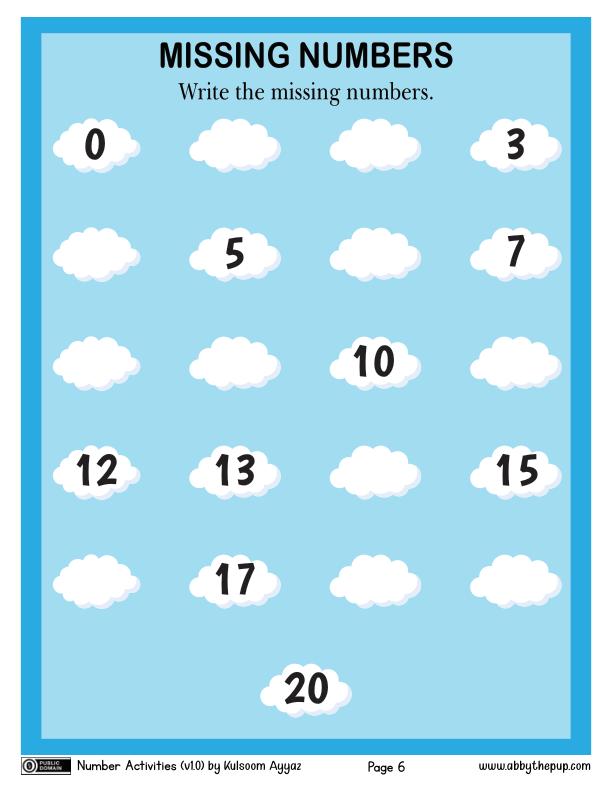 MISSING NUMBERS
Write the missing numbers.
0 3
5 7
10
12 13 15
17
20
PUBLIC DOMAIN Number Activities (v1.0) by Kulsoom Ayyaz Page 6 www.abbythepup.com